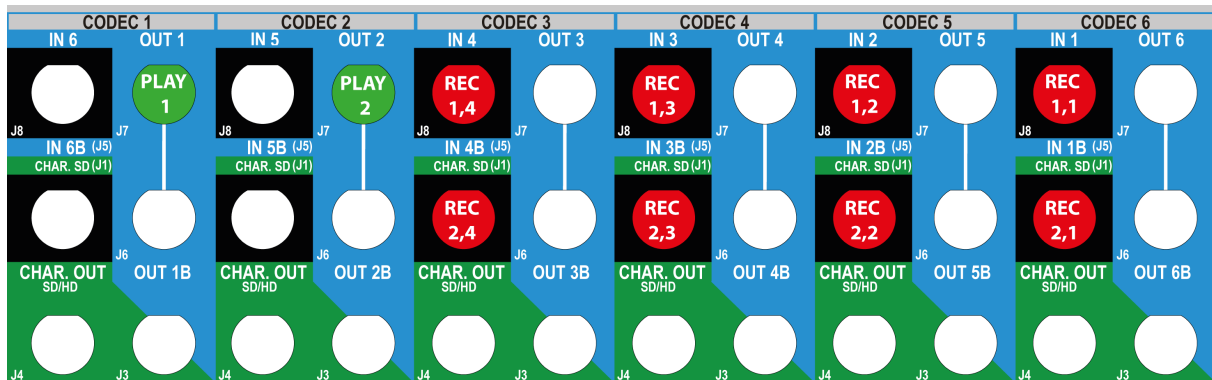 CODEC 1 CODEC 2 CODEC 3 CODEC 4 CODEC 5 CODEC 6
IN 6 OUT 1 IN 5 OUT 2 IN 4 OUT 3 IN 3 OUT 4 IN 2 OUT 5 IN 1 OUT 6
PLAY PLAY REC REC REC REC
1 2 1,4 1,3 1,2 1,1
J8 J7 J8 J7 J8 J7 J8 J7 J8 J7 J8 J7
IN 6B (J5) IN 5B (J5) IN 4B (J5) IN 3B (J5) IN 2B (J5) IN 1B (J5)
CHAR. SD (J1) CHAR. SD (J1) CHAR. SD (J1) CHAR. SD (J1) CHAR. SD (J1) CHAR. SD (J1)
REC REC REC REC
2,4 2,3 2,2 2,1
J6 J6 J6 J6 J6 J6
CHAR. OUT OUT 1B CHAR. OUT OUT 2B CHAR. OUT OUT 3B CHAR. OUT OUT 4B CHAR. OUT OUT 5B CHAR. OUT OUT 6B
SD/HD SD/HD SD/HD SD/HD SD/HD SD/HD
J4 J3 J4 J3 J4 J3 J4 J3 J4 J3 J4 J3